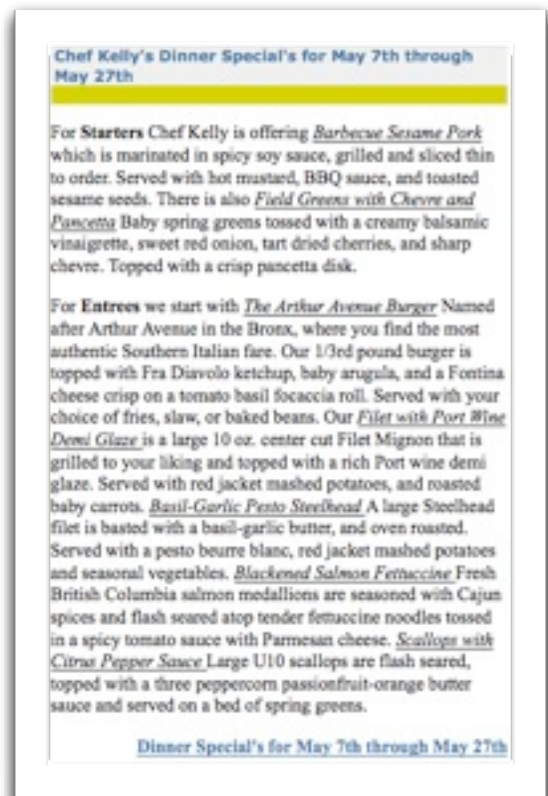 Chef Kelly's Dinner Special's for May 7th through
May 27th
For Starters Chef Kelly is offering Barbecue Sesame Pork
which is marinated in spicy soy sauce, grilled and sliced thin
to order. Served with hot mustard, BBQ sauce, and toasted
sesame seeds. There is also Field Greens with Chevre and
Pancetta Baby spring greens tossed with a creamy balsamic
vinaigrette, sweet red onion, tart dried cherries, and sharp
chevre. Topped with a crisp pancetta disk.
For Entrees we start with The Arthur Avenue Burger Named
after Arthur Avenue in the Bronx, where you find the most
authentic Southern Italian fare. Our 1/3rd pound burger is
topped with Fra Diavolo ketchup, baby arugula, and a Fontina
cheese crisp on a tomato basil focaccia roll. Served with your
choice of fries, slaw, or baked beans. Our Filet with Port Wine
Demi Glaze is a large 10 oz. center cut Filet Mignon that is
grilled to your liking and topped with a rich Port wine demi
glaze. Served with red jacket mashed potatoes, and roasted
baby carrots. Basil-Garlic Pesto Steelhead A large Steelhead
filet is basted with a basil-garlic butter, and oven roasted.
Served with a pesto beurre blanc, red jacket mashed potatoes
and seasonal vegetables. Blackened Salmon Fettuccine Fresh
British Columbia salmon medallions are seasoned with Cajun
spices and flash seared atop tender fettuccine noodles tossed
in a spicy tomato sauce with Parmesan cheese. Scallops with
Citrus Pepper Sauce Large U10 scallops are flash seared,
topped with a three peppercorn passionfruit-orange butter
sauce and served on a bed of spring greens.
Dinner Special's for May 7th through May 27th